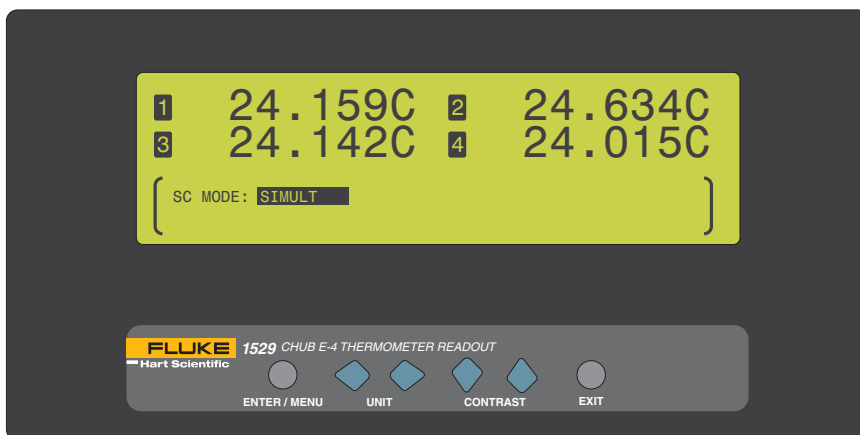 1 24.159C 2 24.634C
3 24.142C 4 24.015C
SC MODE: SIMULT
FLUKE 1529 CHUB E-4 THERMOMETER READOUT
Hart Scientific
ENTER / MENU UNIT CONTRAST EXIT